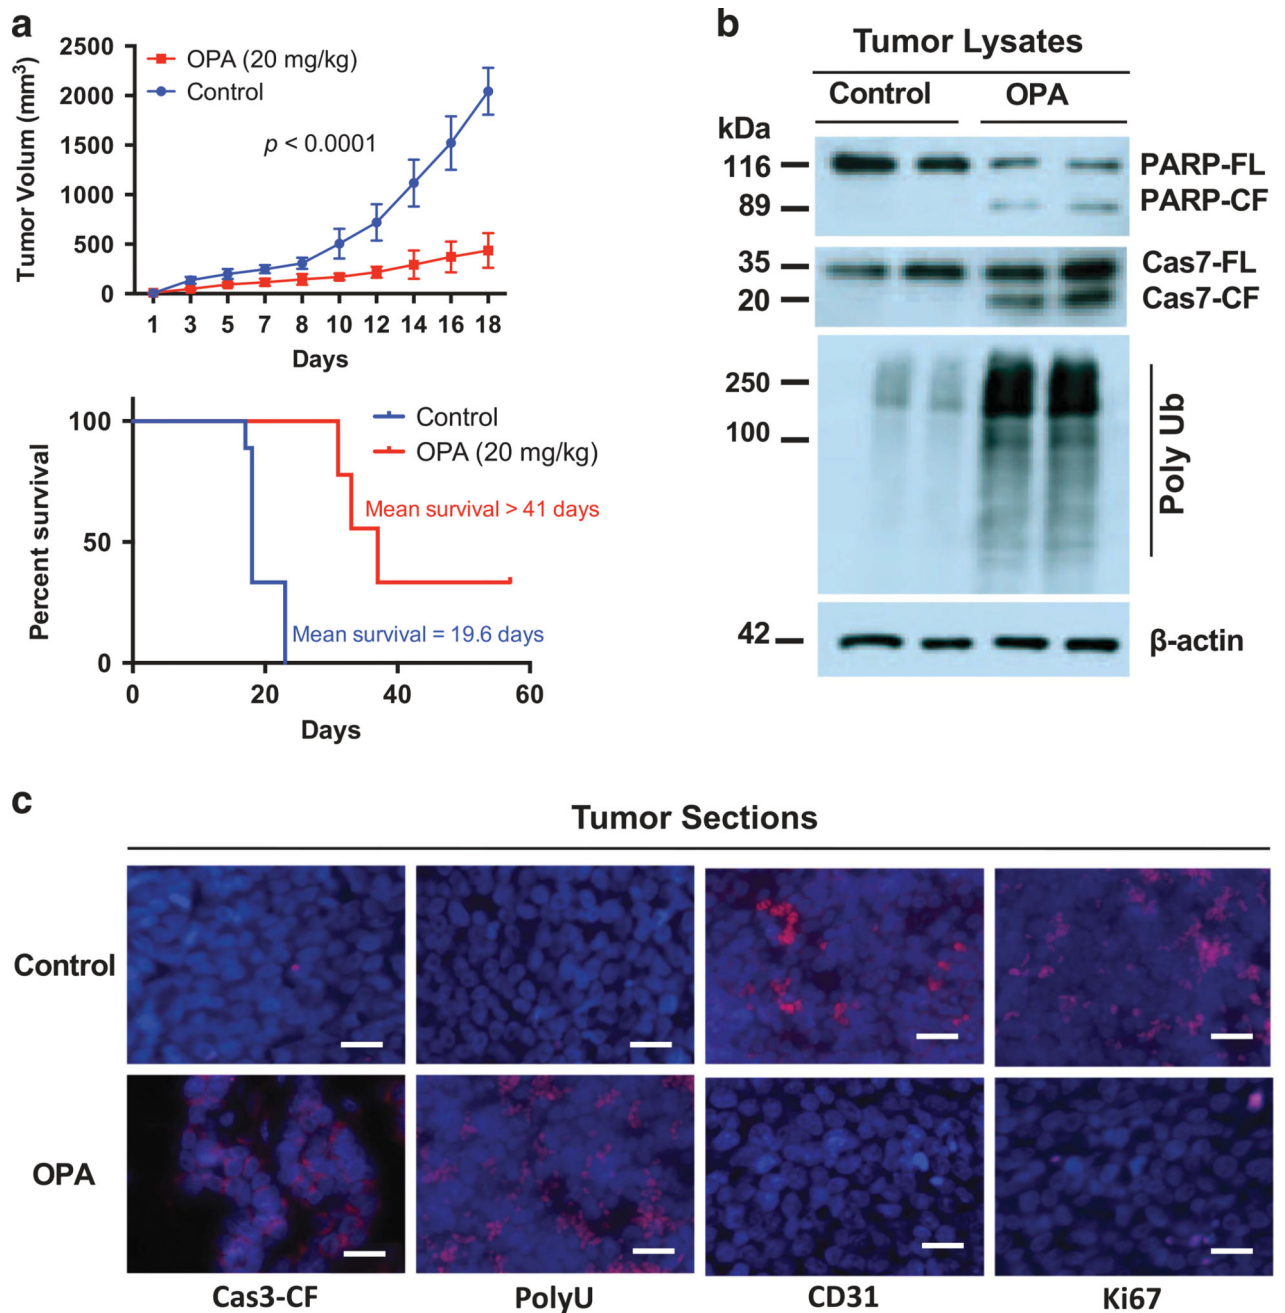 a
2500
2000
1500
1000
500
0
Tumor Volum (mm³)
OPA (20 mg/kg)
Control
p < 0.0001
1 3 5 7 8 10 12 14 16 18
Days
100
50
0
Percent survival
Control
OPA (20 mg/kg)
Mean survival > 41 days
Mean survival = 19.6 days
0 20 40 60
Days
b
Tumor Lysates
Control OPA
kDa
116 PARP-FL
89 PARP-CF
35 Cas7-FL
20 Cas7-CF
250
100
Poly Ub
42 β-actin
c
Tumor Sections
Control
OPA
Cas3-CF PolyU CD31 Ki67